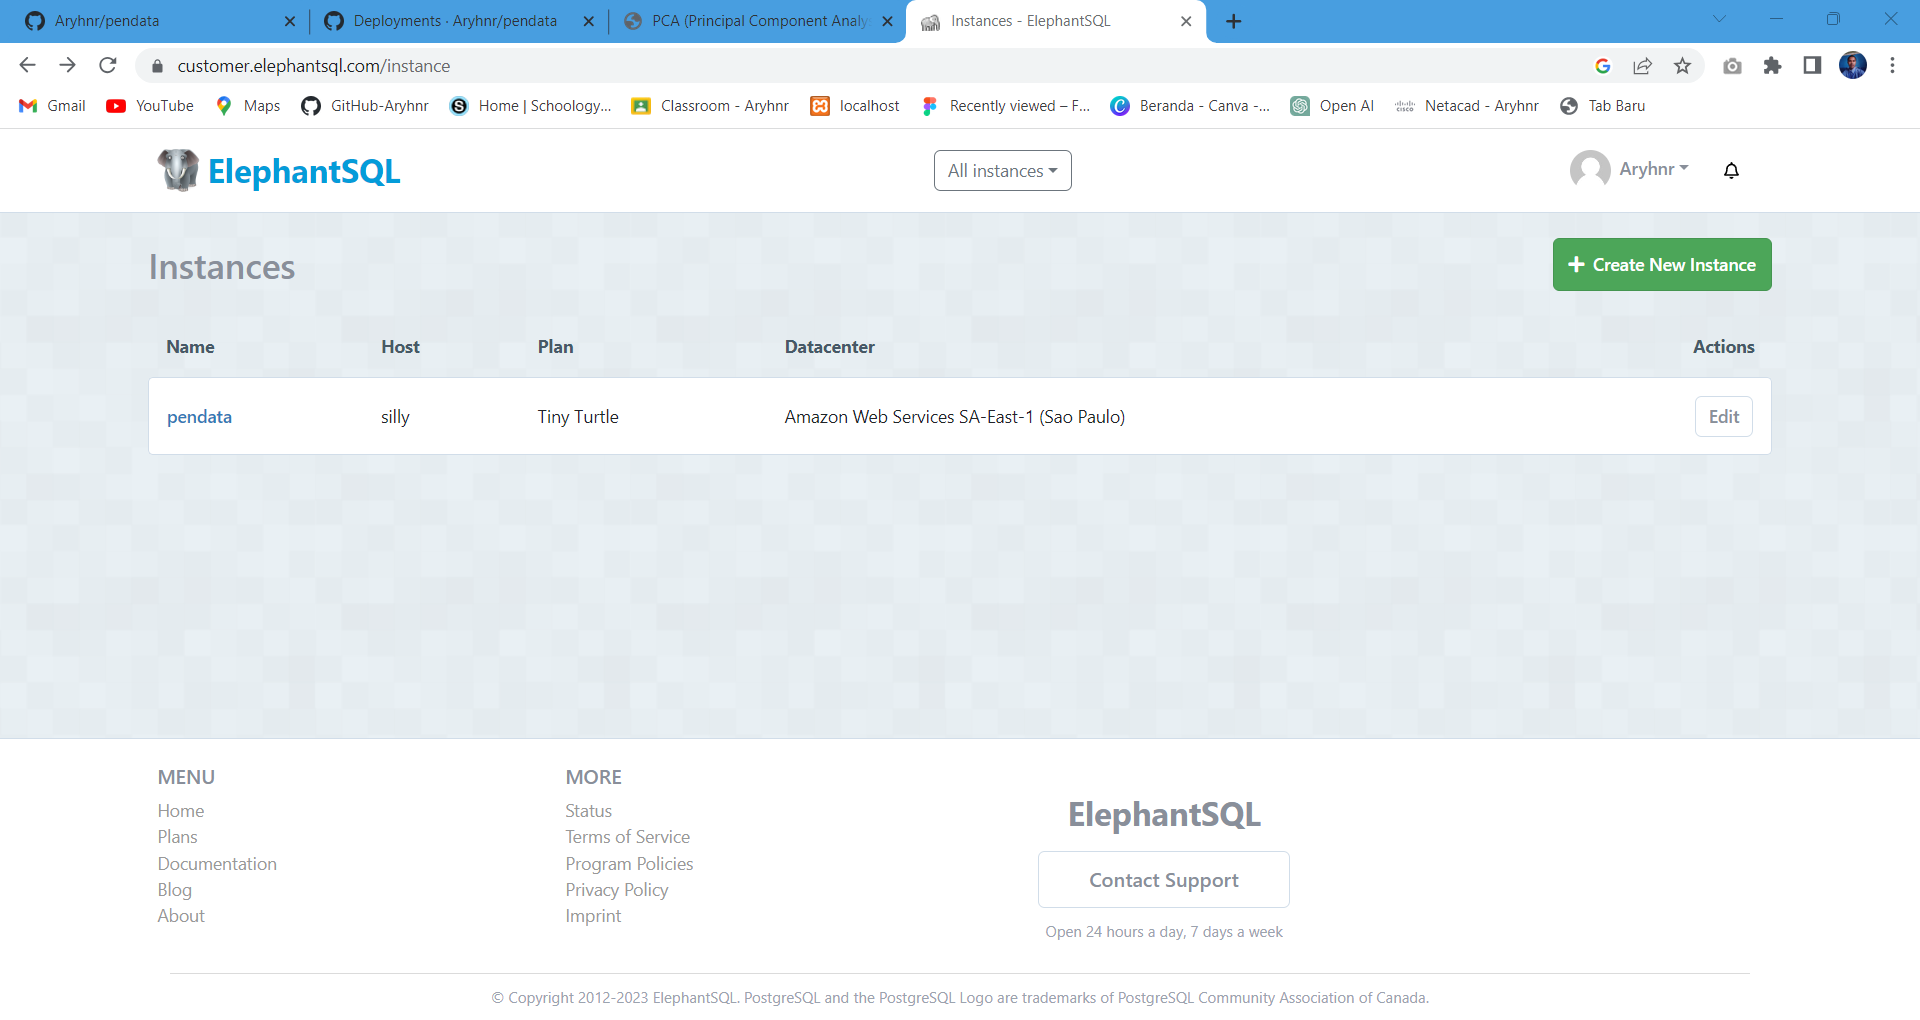 Aryhnr/pendata
Deployments · Aryhnr/pendata
PCA (Principal Component Analy
Instances - ElephantSQL
customer.elephantsql.com/instance
Gmail
YouTube
Maps
GitHub-Aryhnr
Home | Schoology...
Classroom - Aryhnr
localhost
Recently viewed – F...
Beranda - Canva -...
Open AI
Netacad - Aryhnr
Tab Baru
ElephantSQL
All instances
Aryhnr
Instances
Create New Instance
Name Host Plan Datacenter Actions
pendata silly Tiny Turtle Amazon Web Services SA-East-1 (Sao Paulo) Edit
MENU
Home
Plans
Documentation
Blog
About
MORE
Status
Terms of Service
Program Policies
Privacy Policy
Imprint
ElephantSQL
Contact Support
Open 24 hours a day, 7 days a week
© Copyright 2012-2023 ElephantSQL. PostgreSQL and the PostgreSQL Logo are trademarks of PostgreSQL Community Association of Canada.